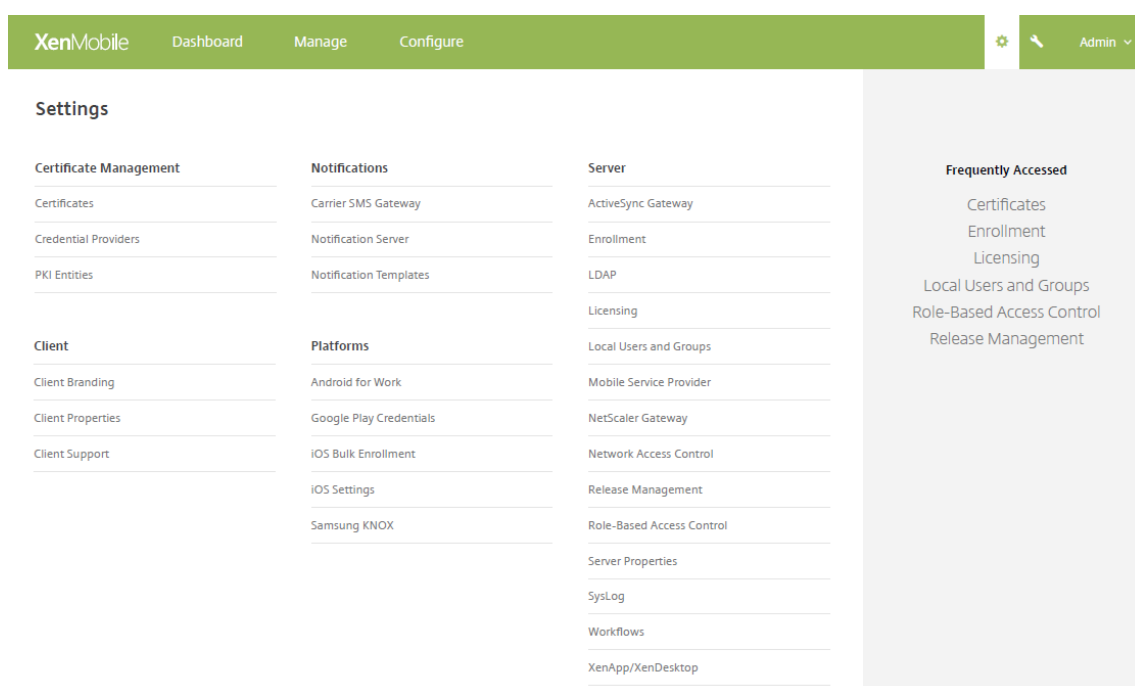 XenMobile Dashboard Manage Configure Admin
Settings
Certificate Management
Certificates
Credential Providers
PKI Entities
Client
Client Branding
Client Properties
Client Support
Notifications
Carrier SMS Gateway
Notification Server
Notification Templates
Platforms
Android for Work
Google Play Credentials
iOS Bulk Enrollment
iOS Settings
Samsung KNOX
Server
ActiveSync Gateway
Enrollment
LDAP
Licensing
Local Users and Groups
Mobile Service Provider
NetScaler Gateway
Network Access Control
Release Management
Role-Based Access Control
Server Properties
SysLog
Workflows
XenApp/XenDesktop
Frequently Accessed
Certificates
Enrollment
Licensing
Local Users and Groups
Role-Based Access Control
Release Management